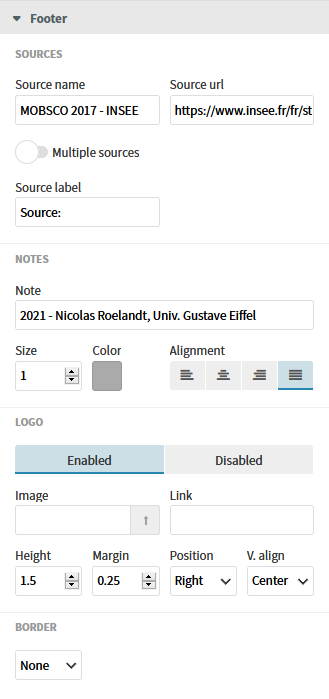 Footer
SOURCES
Source name Source url
MOBSCO 2017 - INSEE https://www.insee.fr/fr/st
Multiple sources
Source label
Source:
NOTES
Note
2021 - Nicolas Roelandt, Univ. Gustave Eiffel
Size Color Alignment
1
LOGO
Enabled Disabled
Image Link
Height Margin Position V. align
1.5 0.25 Right Center
BORDER
None